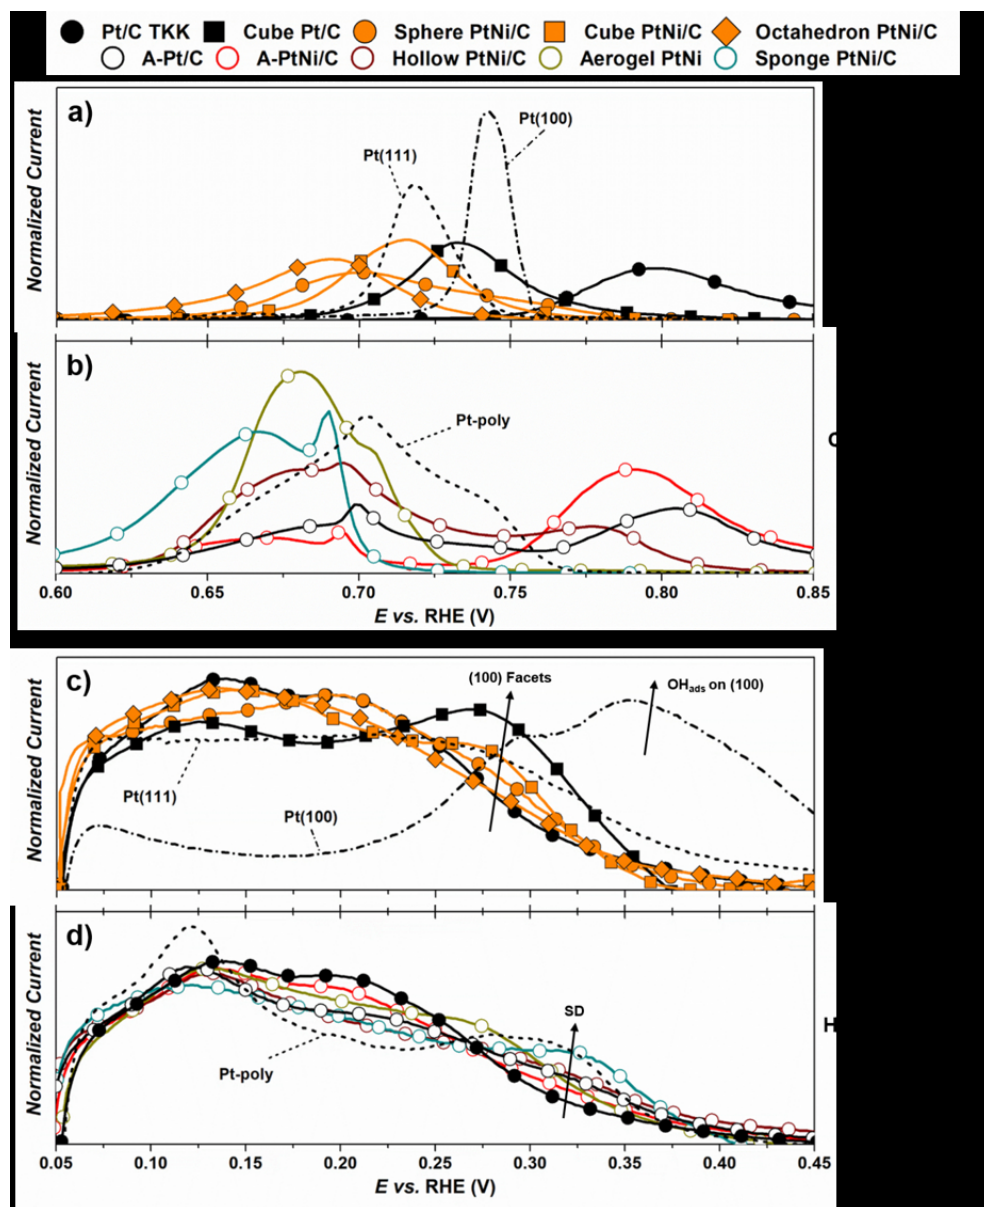 Pt/C TKK Cube Pt/C Sphere PtNi/C Cube PtNi/C Octahedron PtNi/C
A-Pt/C A-PtNi/C Hollow PtNi/C Aerogel PtNi Sponge PtNi/C
a)
Normalized Current
Pt(111)
Pt(100)
b)
Normalized Current
Pt-poly
0.60 0.65 0.70 0.75 0.80 0.85
E vs. RHE (V)
c)
Normalized Current
(100) Facets
OHads on (100)
Pt(111)
Pt(100)
d)
Normalized Current
SD
H
Pt-poly
0.05 0.10 0.15 0.20 0.25 0.30 0.35 0.40 0.45
E vs. RHE (V)